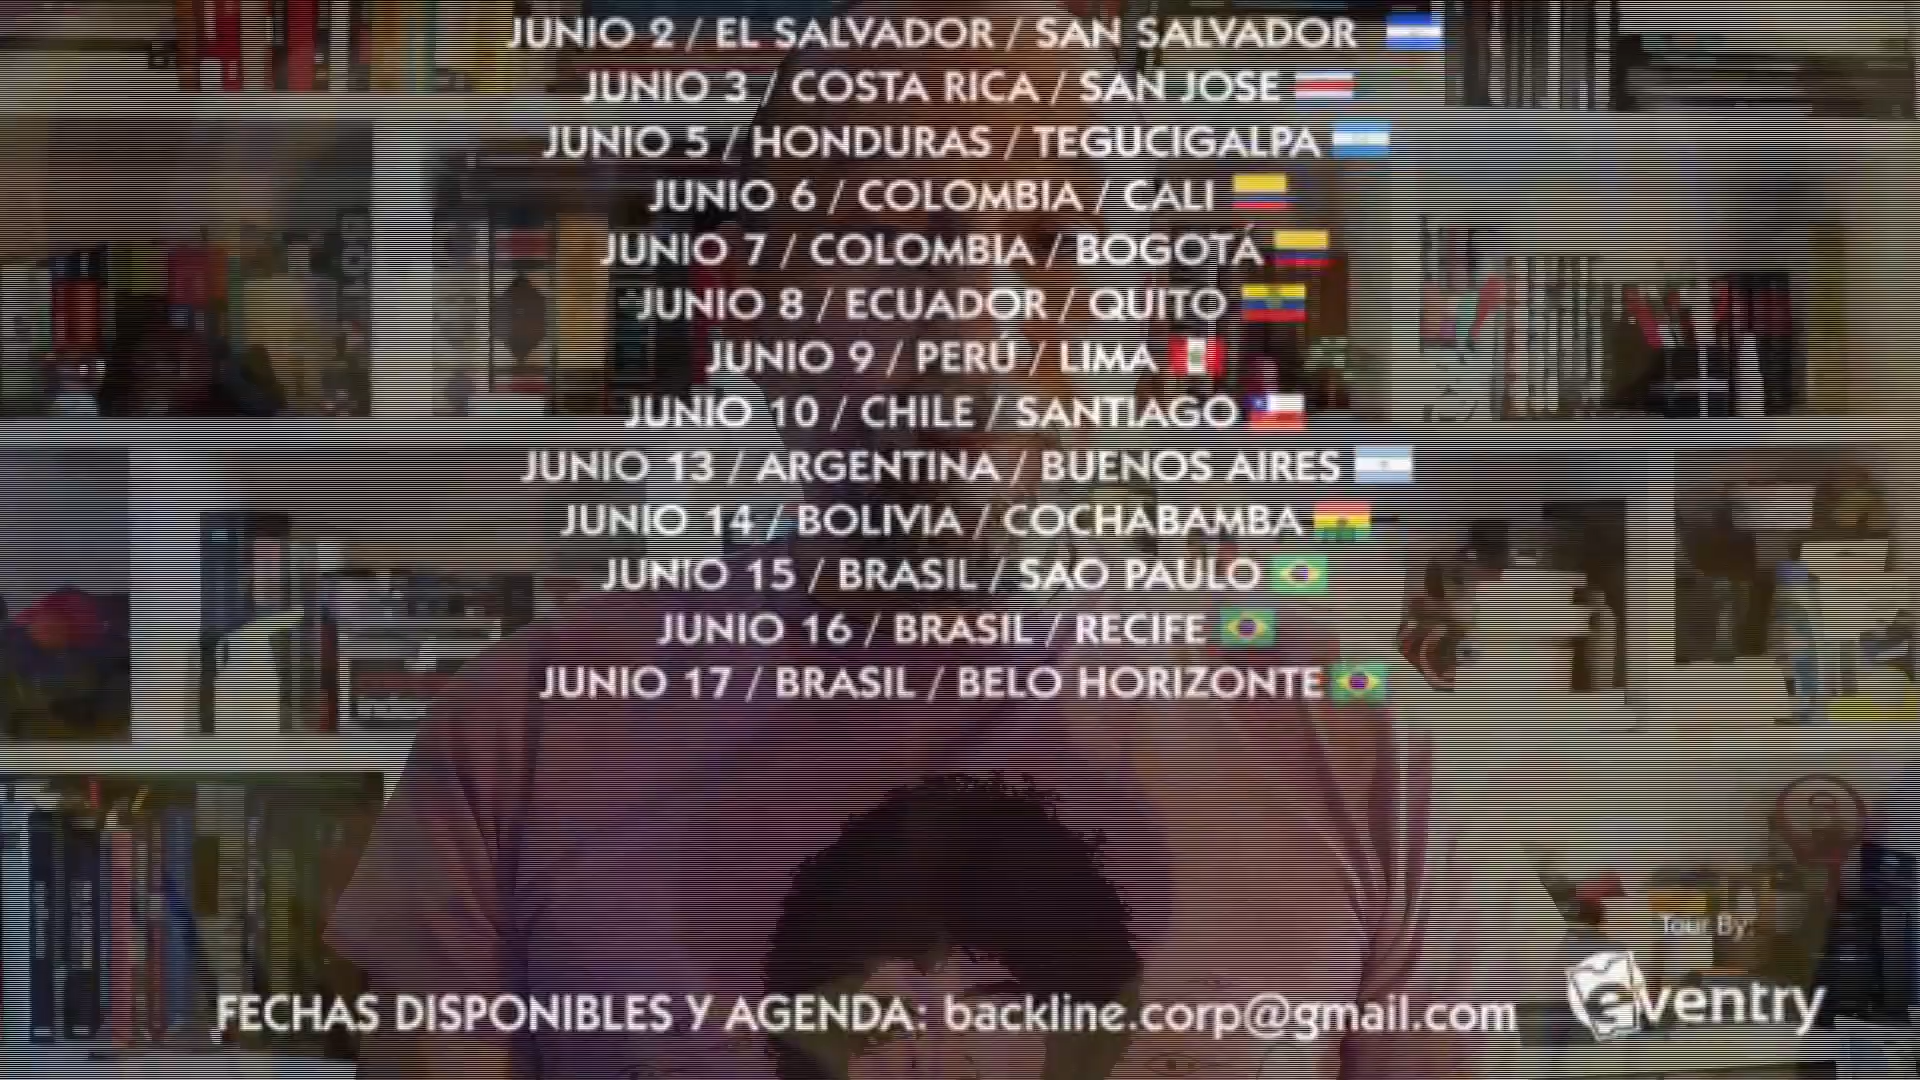 JUNIO 2 / EL SALVADOR / SAN SALVADOR
JUNIO 3 / COSTA RICA / SAN JOSE
JUNIO 5 / HONDURAS / TEGUCIGALPA
JUNIO 6 / COLOMBIA / CALI
JUNIO 7 / COLOMBIA / BOGOTÁ
JUNIO 8 / ECUADOR / QUITO
JUNIO 9 / PERÚ / LIMA
JUNIO 10 / CHILE / SANTIAGO
JUNIO 13 / ARGENTINA / BUENOS AIRES
JUNIO 14 / BOLIVIA / COCHABAMBA
JUNIO 15 / BRASIL / SAO PAULO
JUNIO 16 / BRASIL / RECIFE
JUNIO 17 / BRASIL / BELO HORIZONTE
Tour By:
eventry
FECHAS DISPONIBLES Y AGENDA: backline.corp@gmail.com